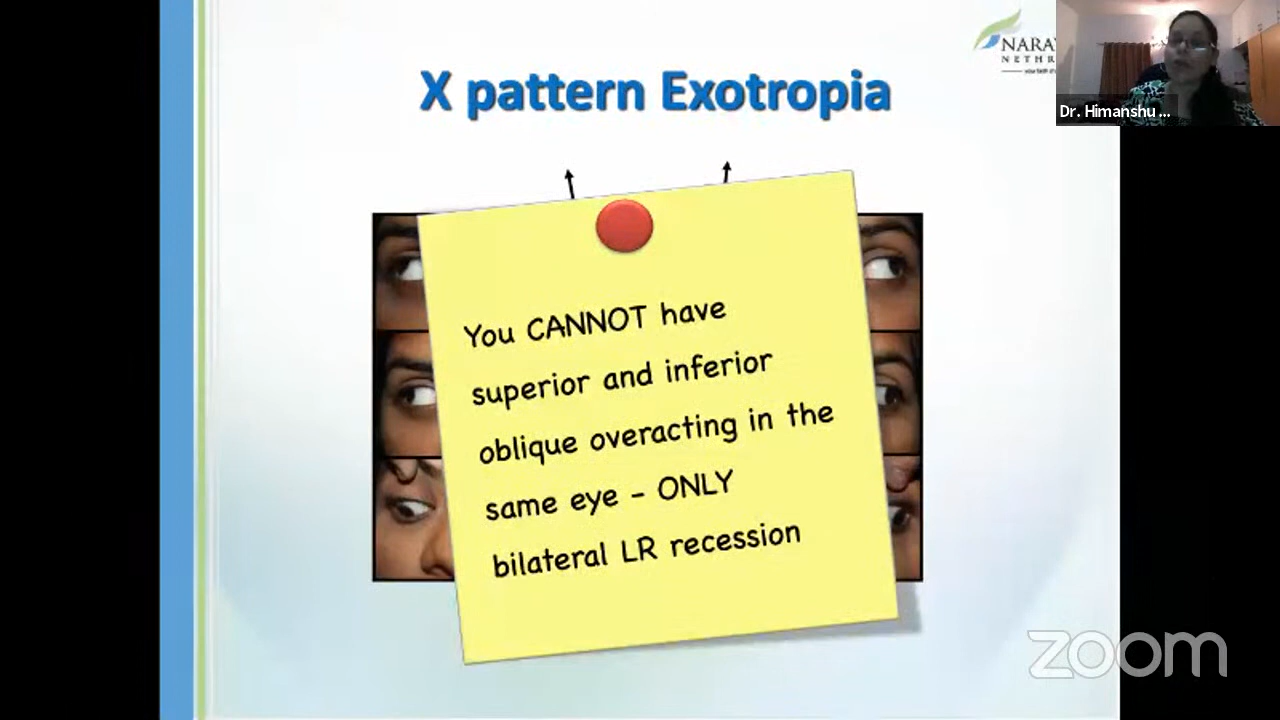 X pattern Exotropia
NETHR
Dr. Himanshu ...
You CANNOT have
superior and inferior
oblique overacting in the
same eye - ONLY
bilateral LR recession
zoom